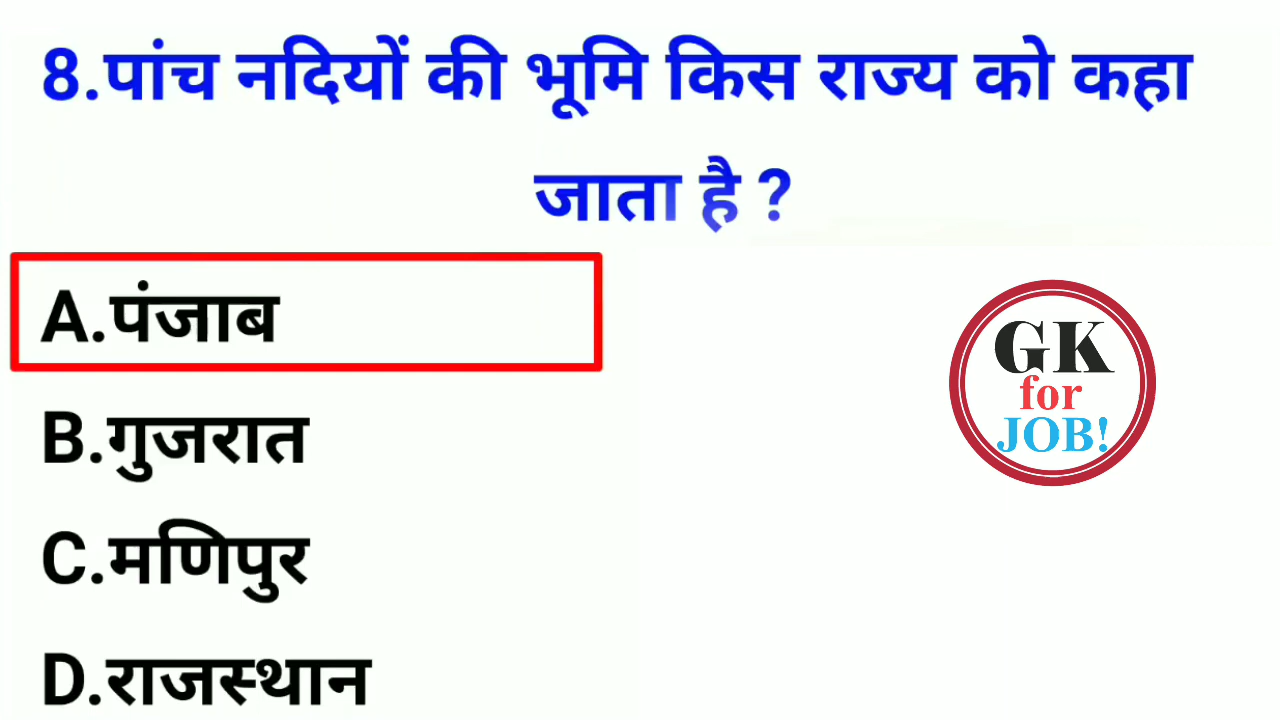 8.पांच नदियों की भूमि किस राज्य को कहा
जाता है ?
A.पंजाब
B.गुजरात
C.मणिपुर
D.राजस्थान
GK
for
JOB!